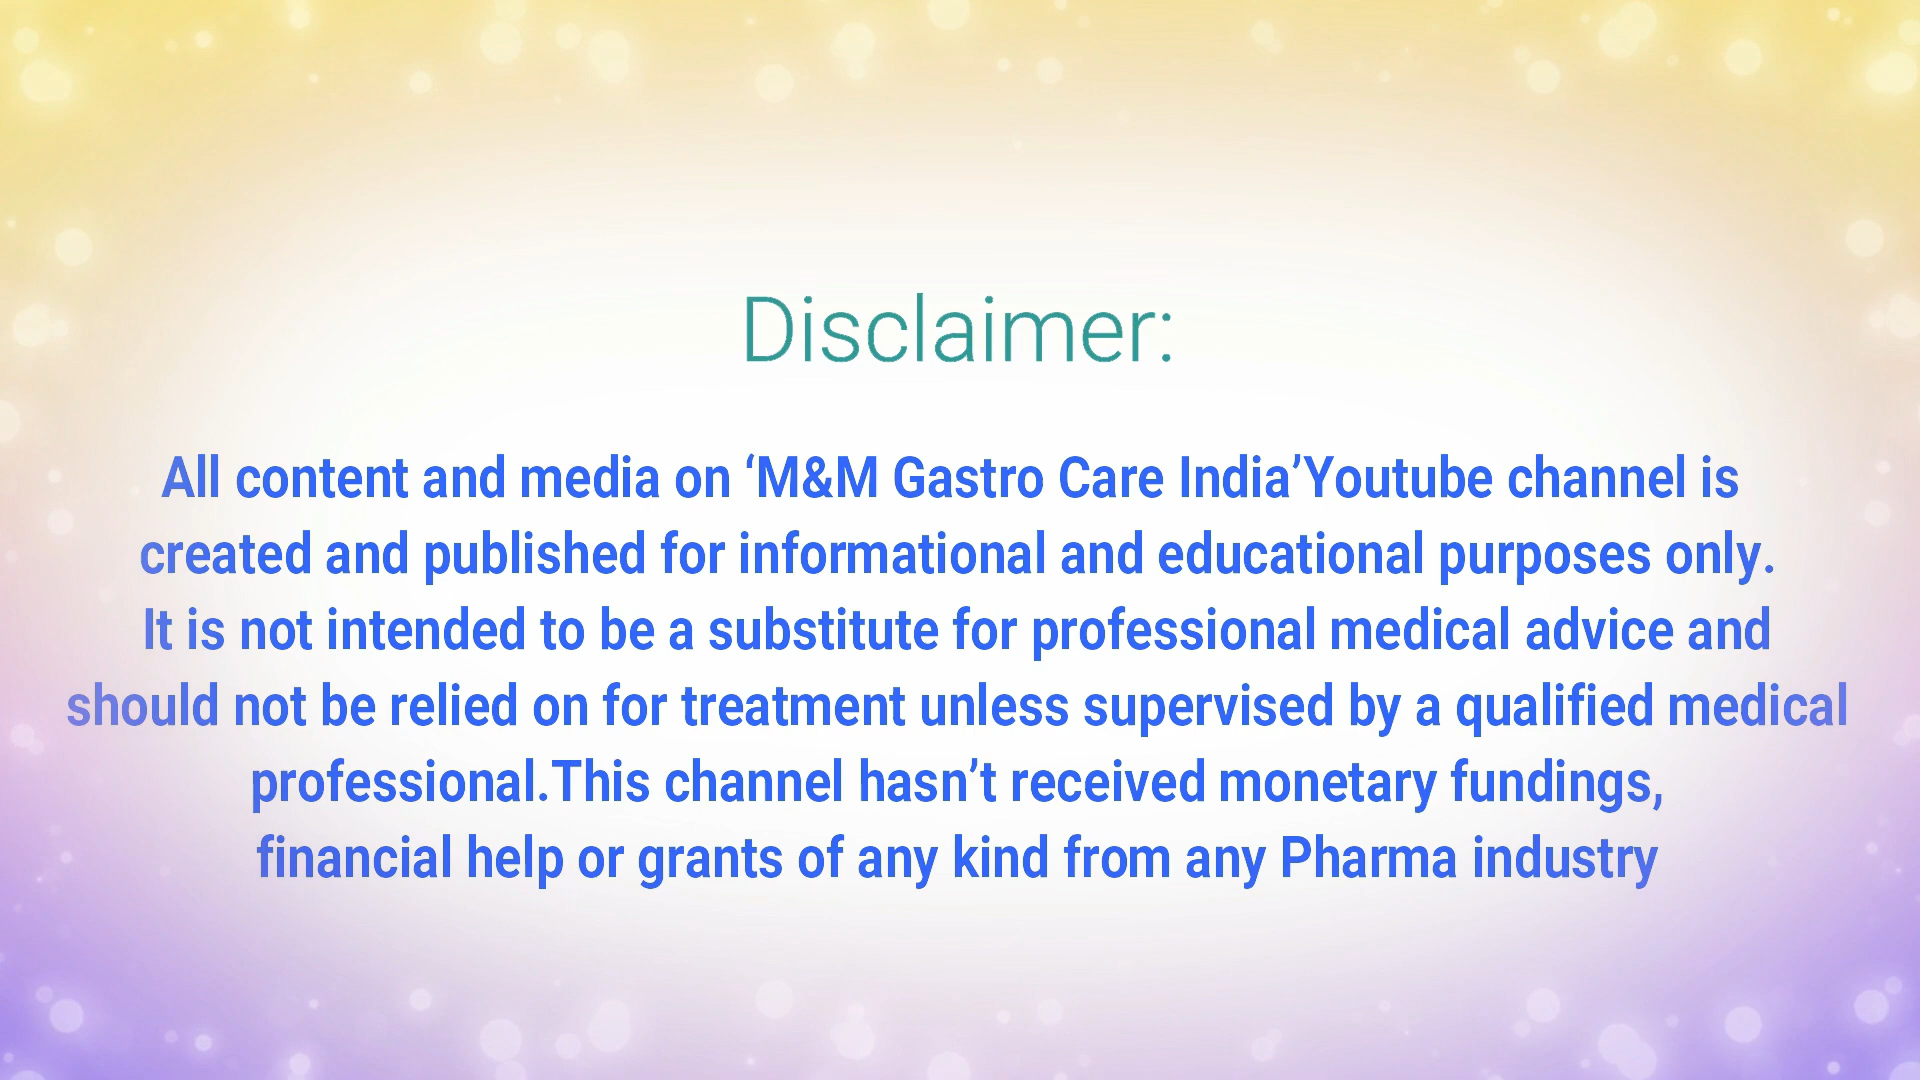 Disclaimer:
All content and media on ‘M&M Gastro Care India’Youtube channel is
created and published for informational and educational purposes only.
It is not intended to be a substitute for professional medical advice and
should not be relied on for treatment unless supervised by a qualified medical
professional.This channel hasn’t received monetary fundings,
financial help or grants of any kind from any Pharma industry